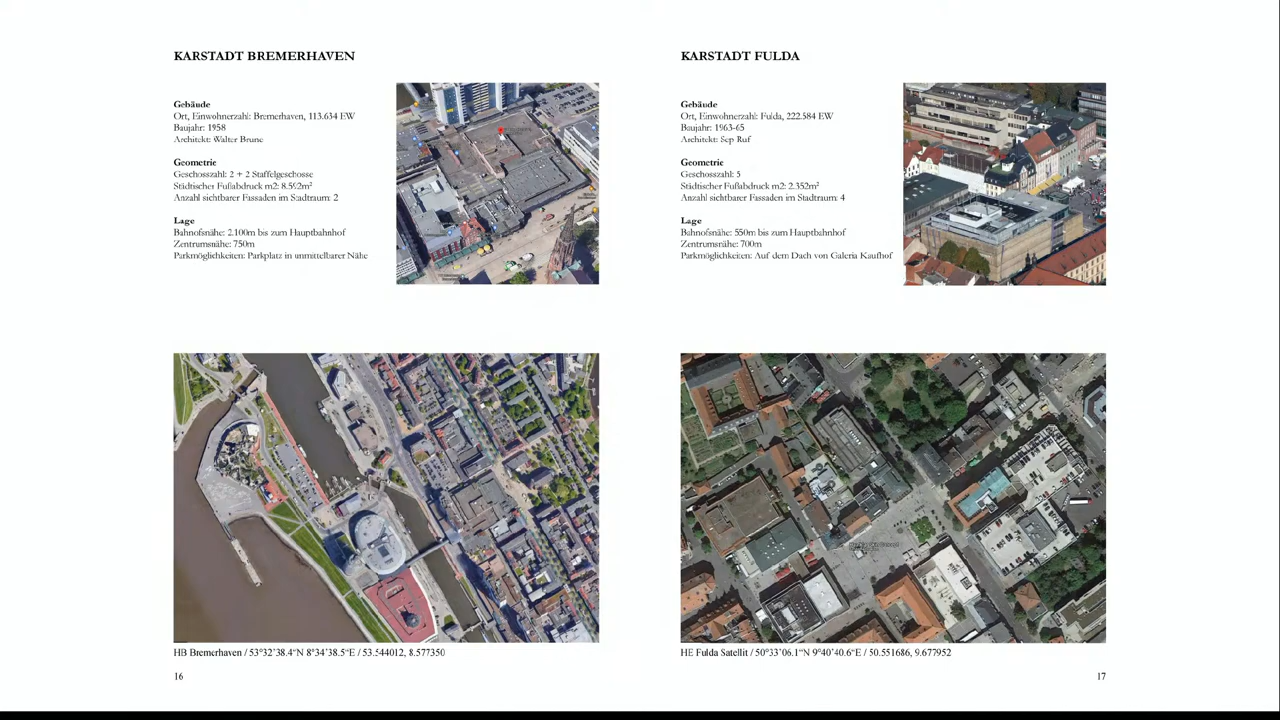 KARSTADT BREMERHAVEN
Gebäude
Ort, Einwohnerzahl: Bremerhaven, 113.634 EW
Baujahr: 1958
Architekt: Walter Brune
Geometrie
Geschosszahl: 2 + 2 Staffelgeschosse
Städtischer Fußabdruck m2: 8.592m²
Anzahl sichtbarer Fassaden im Stadtraum: 2
Lage
Bahnofsnähe: 2.100m bis zum Hauptbahnhof
Zentrumsnähe: 750m
Parkmöglichkeiten: Parkplatz in unmittelbarer Nähe
HB Bremerhaven / 53°32'38.4"N 8°34'38.5"E / 53.544012, 8.577350
16
KARSTADT FULDA
Gebäude
Ort, Einwohnerzahl: Fulda, 222.584 EW
Baujahr: 1963-65
Architekt: Sep Ruf
Geometrie
Geschosszahl: 5
Städtischer Fußabdruck m2: 2.352m²
Anzahl sichtbarer Fassaden im Stadtraum: 4
Lage
Bahnofsnähe: 550m bis zum Hauptbahnhof
Zentrumsnähe: 700m
Parkmöglichkeiten: Auf dem Dach von Galeria Kaufhof
HE Fulda Satellit / 50°33'06.1"N 9°40'40.6"E / 50.551686, 9.677952
17